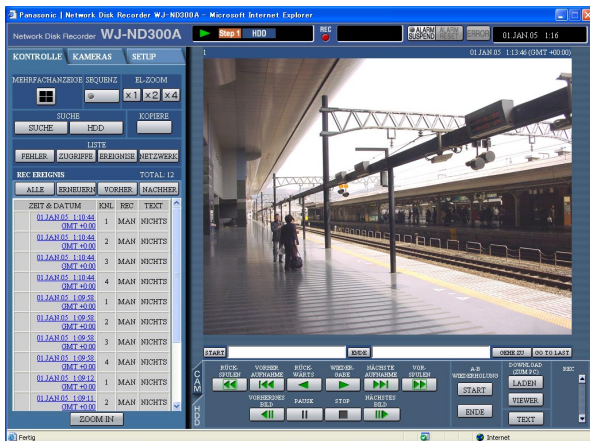 Panasonic | Network Disk Recorder WJ-ND300A - Microsoft Internet Explorer
Network Disk Recorder WJ-ND300A
Step 1 HDD
REC
ALARM SUSPEND
ALARM RESET
ERROR
01.JAN.05 1:16
KONTROLLE KAMERAS SETUP
1
01.JAN.05 1:13:46 (GMT +00:00)
MEHRFACHANZEIGE SEQUENZ EL-ZOOM
x1 x2 x4
SUCHE KOPIERE
SUCHE HDD
LISTE
FEHLER. ZUGRIFFE EREIGNISE NETZWERK
REC EREIGNIS TOTAL: 12
ALLE ERNEUERN VORHER. NACHHER.
ZEIT & DATUM KNL REC TEXT
01.JAN.05 1:10:44 GMT +0:00 1 MAN NICHTS
01.JAN.05 1:10:44 GMT +0:00 2 MAN NICHTS
01.JAN.05 1:10:44 GMT +0:00 3 MAN NICHTS
01.JAN.05 1:10:44 GMT +0:00 4 MAN NICHTS
01.JAN.05 1:09:58 GMT +0:00 1 MAN NICHTS
01.JAN.05 1:09:58 GMT +0:00 2 MAN NICHTS
01.JAN.05 1:09:58 GMT +0:00 3 MAN NICHTS
01.JAN.05 1:09:58 GMT +0:00 4 MAN NICHTS
01.JAN.05 1:09:12 GMT +0:00 1 MAN NICHTS
01.JAN.05 1:09:11 GMT +0:00 2 MAN NICHTS
ZOOM IN
START ENDE GEHE ZU GO TO LAST
CAM
HDD
RÜCK-SPULEN
VORHER AUFNAHME
RÜCK-WÄRTS
WIEDER-GABE
NÄCHSTE AUFNAHME
VOR-SPULEN
VORHERIGES BILD
PAUSE
STOP
NÄCHSTES BILD
A-B WIEDERHOLUNG
START
ENDE
DOWNLOAD (ZUM PC)
LADEN
VIEWER
TEXT
REC
Fertig
Internet